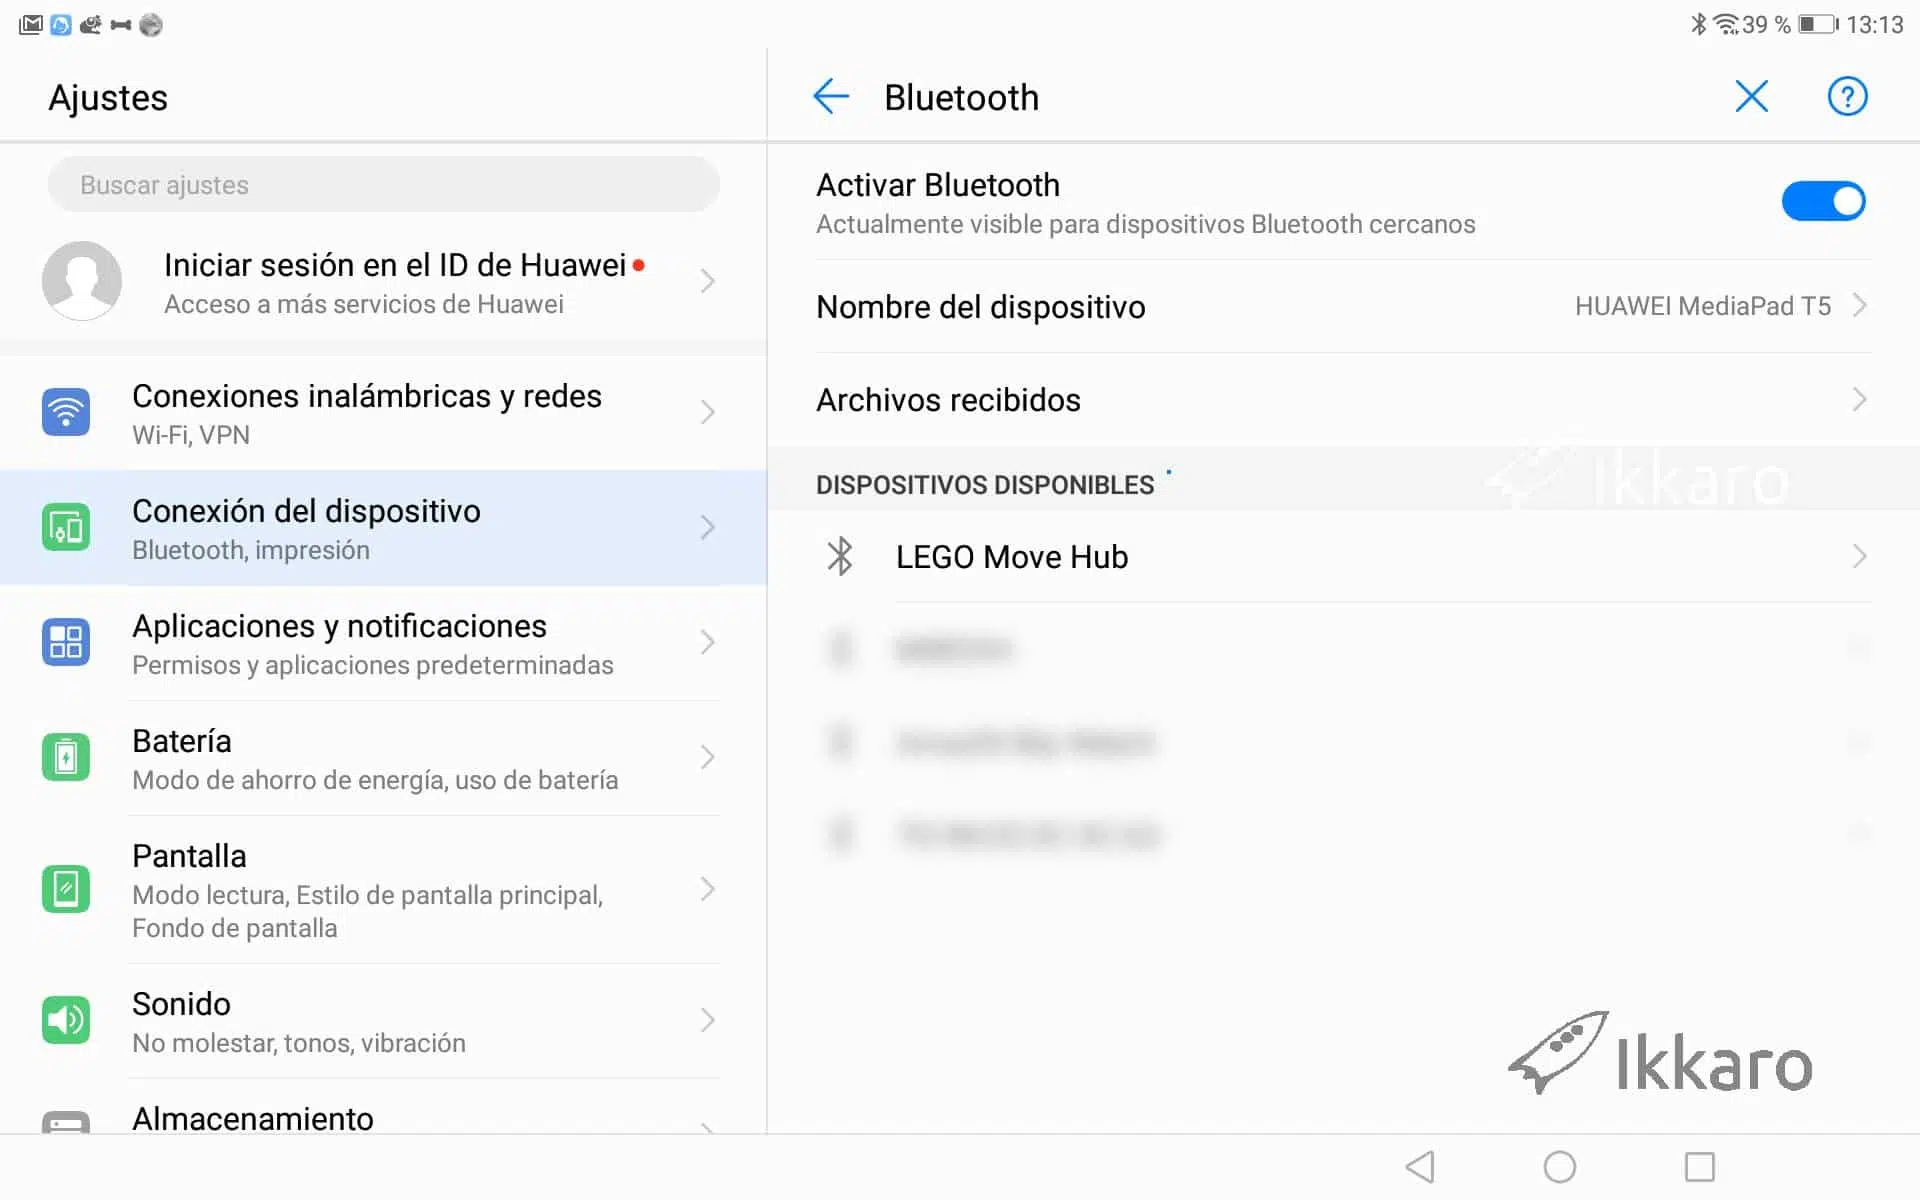 39 % 13:13
Ajustes
Buscar ajustes
Iniciar sesión en el ID de Huawei
Acceso a más servicios de Huawei
Conexiones inalámbricas y redes
Wi-Fi, VPN
Conexión del dispositivo
Bluetooth, impresión
Aplicaciones y notificaciones
Permisos y aplicaciones predeterminadas
Batería
Modo de ahorro de energía, uso de batería
Pantalla
Modo lectura, Estilo de pantalla principal,
Fondo de pantalla
Sonido
No molestar, tonos, vibración
Almacenamiento
Bluetooth
?
Activar Bluetooth
Actualmente visible para dispositivos Bluetooth cercanos
Nombre del dispositivo HUAWEI MediaPad T5
Archivos recibidos
DISPOSITIVOS DISPONIBLES
Ikkaro
LEGO Move Hub
Ikkaro